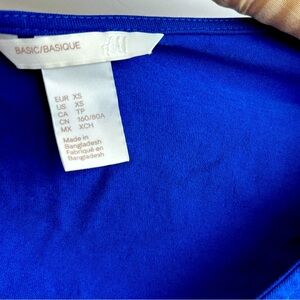 BASIC/BASIQUE
H&M
EUR XS
US XS
CA TP
CN 160/80A
MX XCH
Made in
Bangladesh
Fabriqué en
Bangladesh